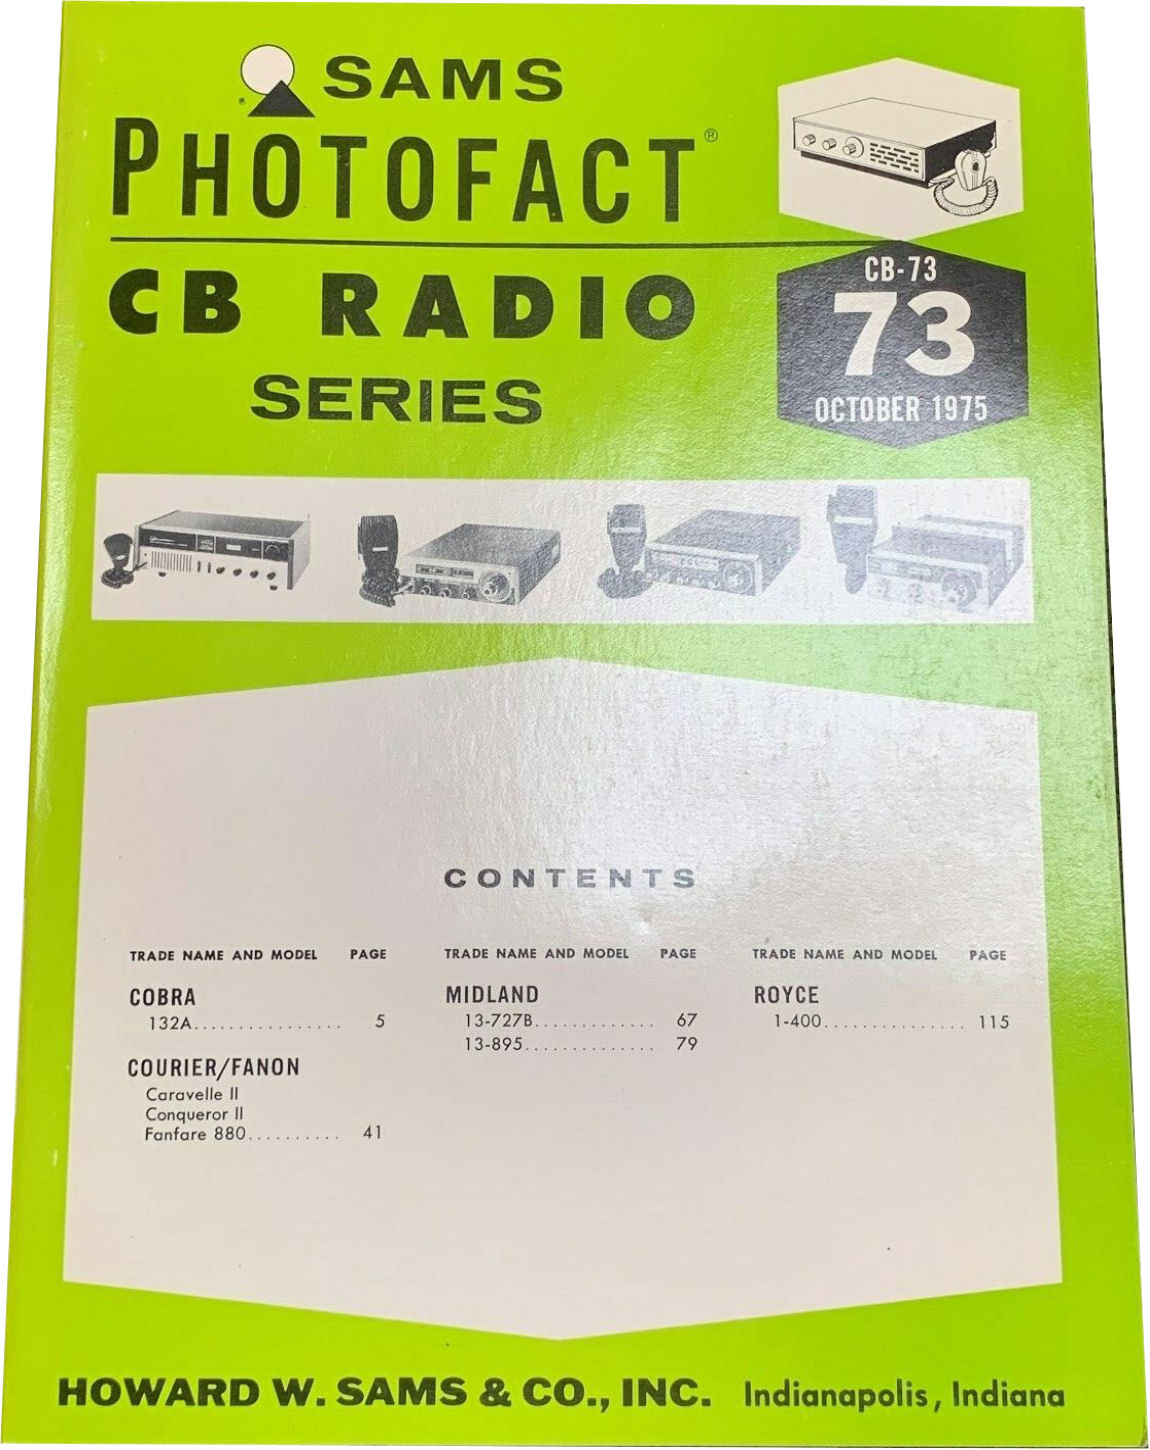 SAMS
PHOTOFACT®
CB RADIO
SERIES
CB-73
73
OCTOBER 1975
CONTENTS
TRADE NAME AND MODEL PAGE
COBRA
132A................ 5
COURIER/FANON
Caravelle II
Conqueror II
Fanfare 880.......... 41
TRADE NAME AND MODEL PAGE
MIDLAND
13-727B............. 67
13-895.............. 79
TRADE NAME AND MODEL PAGE
ROYCE
1-400............... 115
HOWARD W. SAMS & CO., INC. Indianapolis, Indiana